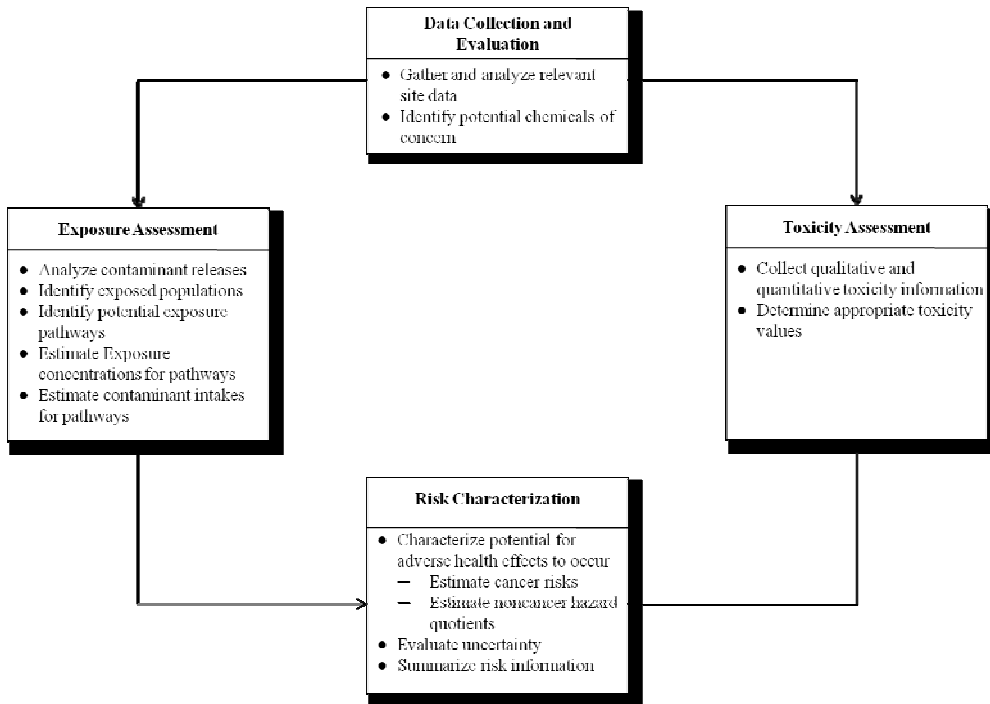 Data Collection and
Evaluation
● Gather and analyze relevant
site data
● Identify potential chemicals of
concern
Exposure Assessment
● Analyze contaminant releases
● Identify exposed populations
● Identify potential exposure
pathways
● Estimate Exposure
concentrations for pathways
● Estimate contaminant intakes
for pathways
Toxicity Assessment
● Collect qualitative and
quantitative toxicity information
● Determine appropriate toxicity
values
Risk Characterization
● Characterize potential for
adverse health effects to occur
– Estimate cancer risks
– Estimate noncancer hazard
quotients
● Evaluate uncertainty
● Summarize risk information